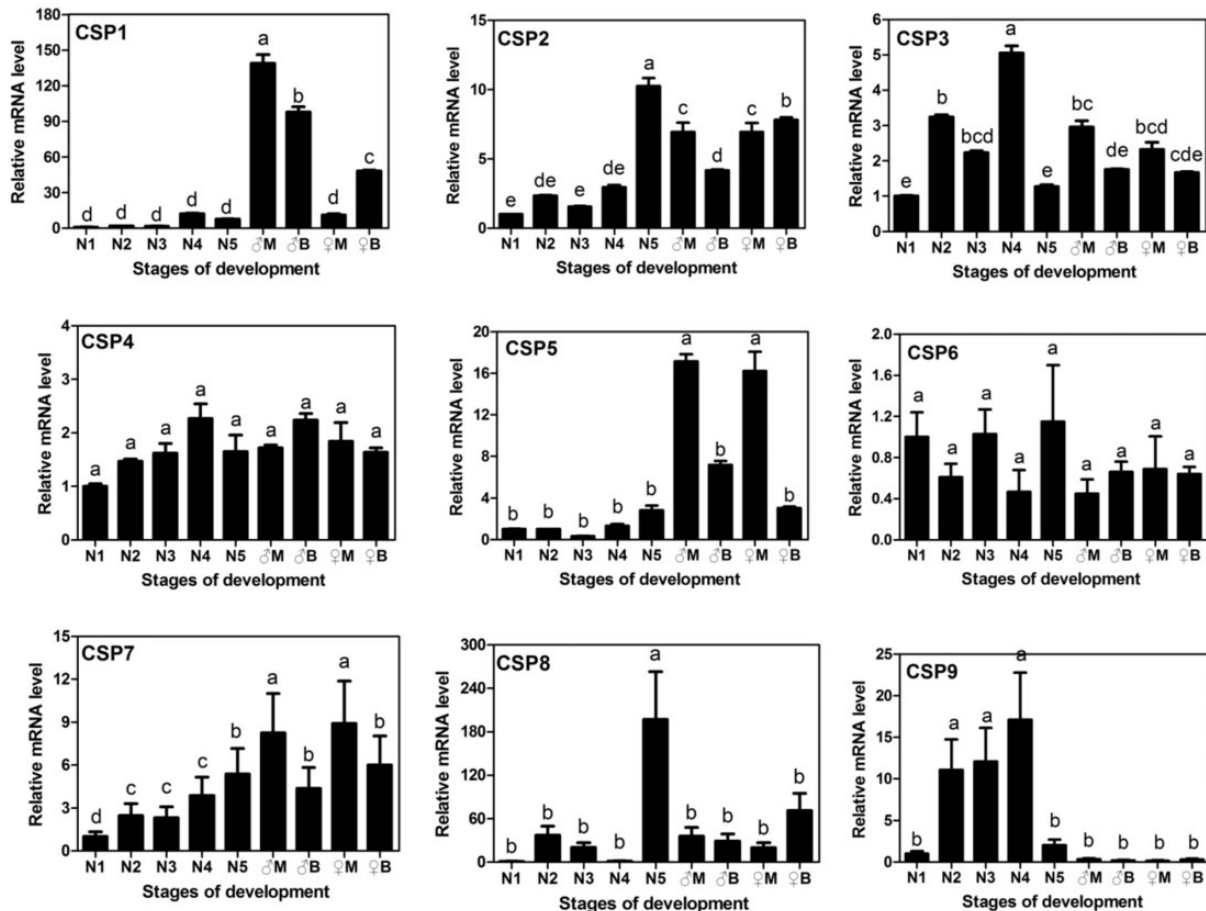 CSP1
Relative mRNA level
180
150
120
90
60
30
0
d d d d d a b d c
N1 N2 N3 N4 N5 ♂M ♂B ♀M ♀B
Stages of development
CSP2
Relative mRNA level
15
10
5
0
e de e de a c d c b
N1 N2 N3 N4 N5 ♂M ♂B ♀M ♀B
Stages of development
CSP3
Relative mRNA level
6
5
4
3
2
1
0
e b bcd a e bc de bcd cde
N1 N2 N3 N4 N5 ♂M ♂B ♀M ♀B
Stages of development
CSP4
Relative mRNA level
4
3
2
1
0
a a a a a a a a a
N1 N2 N3 N4 N5 ♂M ♂B ♀M ♀B
Stages of development
CSP5
Relative mRNA level
20
16
12
8
4
0
b b b b b a b a b
N1 N2 N3 N4 N5 ♂M ♂B ♀M ♀B
Stages of development
CSP6
Relative mRNA level
2.0
1.6
1.2
0.8
0.4
0.0
a a a a a a a a a
N1 N2 N3 N4 N5 ♂M ♂B ♀M ♀B
Stages of development
CSP7
Relative mRNA level
15
12
9
6
3
0
d c c c b a b a b
N1 N2 N3 N4 N5 ♂M ♂B ♀M ♀B
Stages of development
CSP8
Relative mRNA level
300
240
180
120
60
0
b b b b a b b b b
N1 N2 N3 N4 N5 ♂M ♂B ♀M ♀B
Stages of development
CSP9
Relative mRNA level
25
20
15
10
5
0
b a a a b b b b b
N1 N2 N3 N4 N5 ♂M ♂B ♀M ♀B
Stages of development